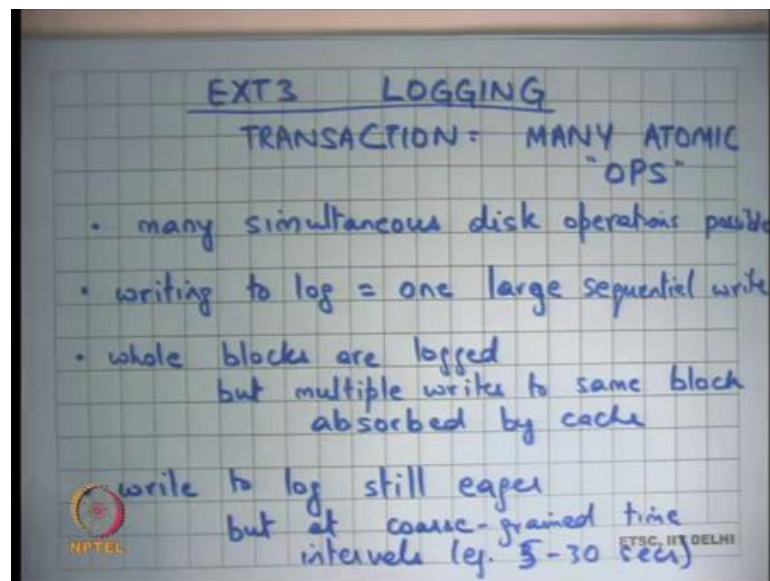 EXT3 LOGGING
TRANSACTION = MANY ATOMIC
"OPS"
• many simultaneous disk operations possible
• writing to log = one large sequential write
• whole blocks are logged
but multiple writes to same block
absorbed by cache
write to log still eager
but at coarse-grained time
intervals (eg. 5-30 secs)
NPTEL
ETSC, IIT DELHI